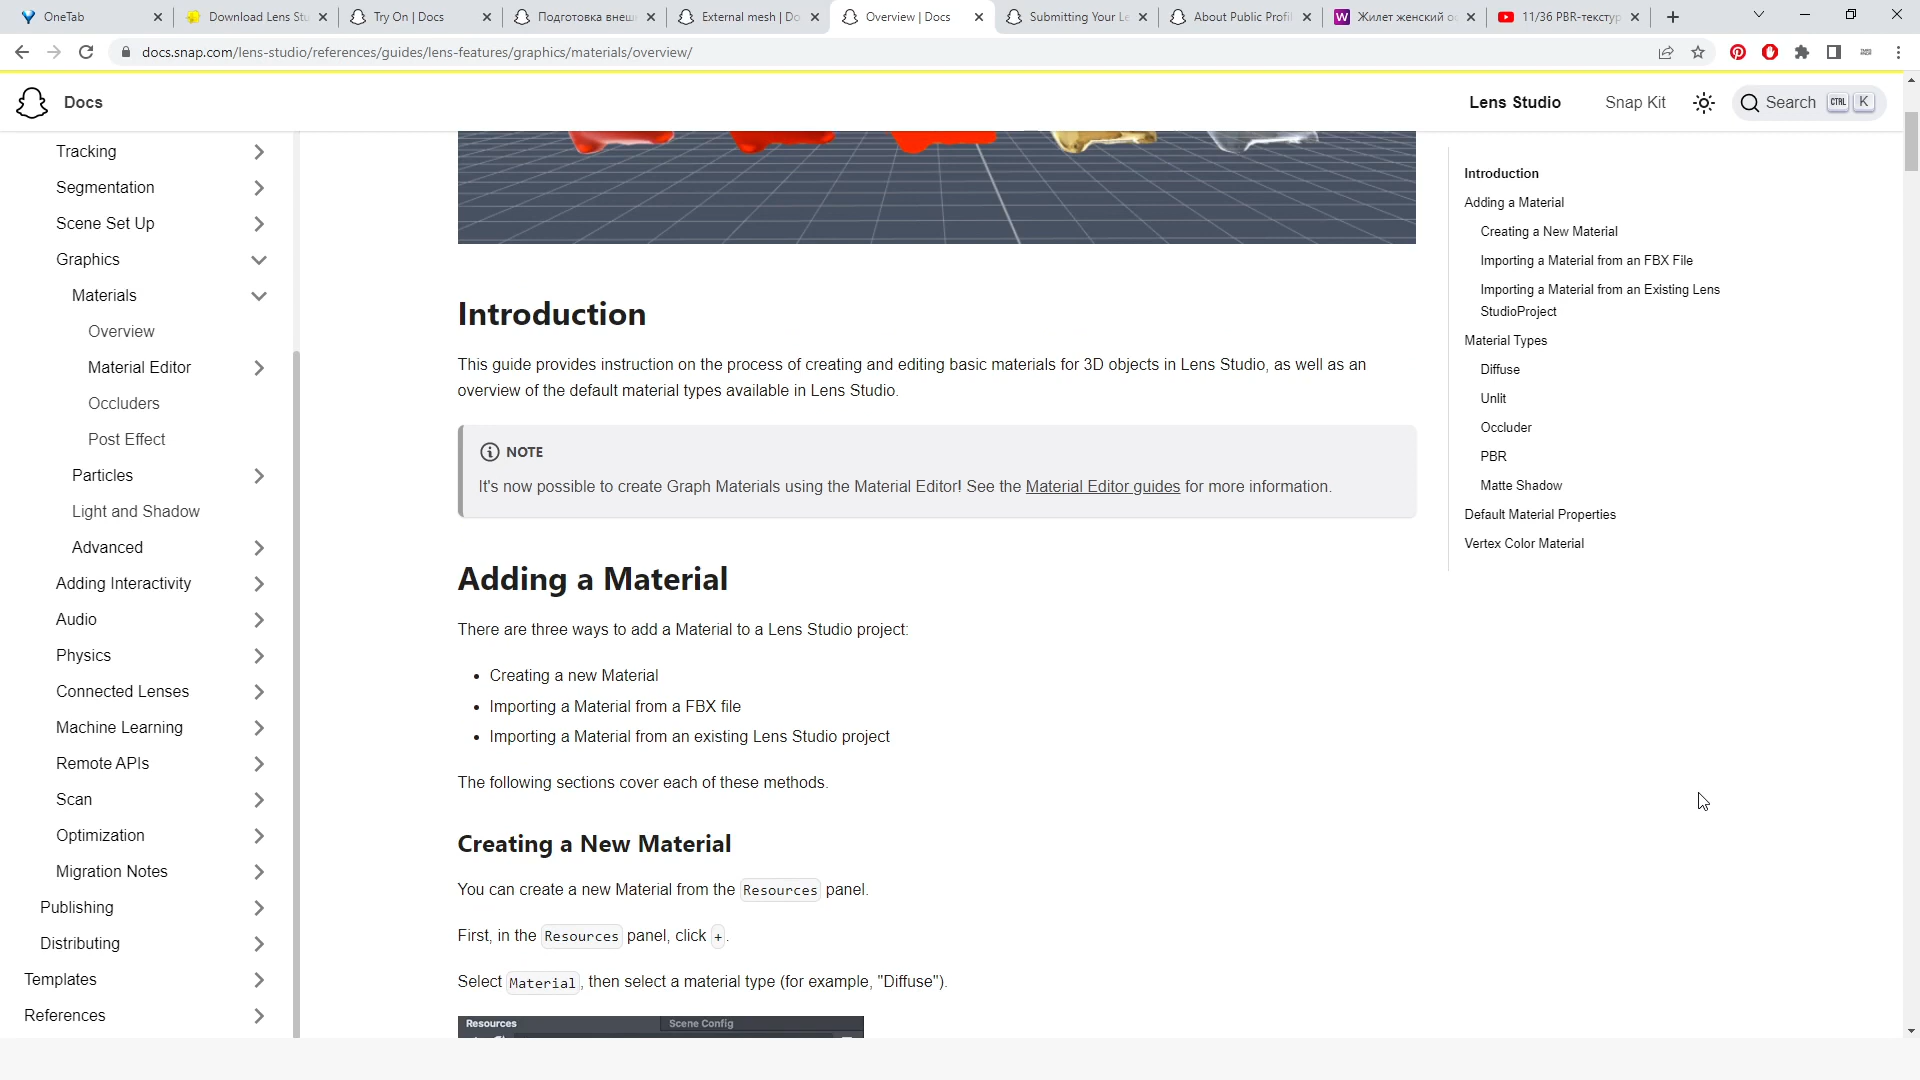 OneTab
Download Lens Stu
Try On | Docs
Подготовка внеш
External mesh | Do
Overview | Docs
Submitting Your Le
About Public Profil
Жилет женский о
11/36 PBR-текстур
docs.snap.com/lens-studio/references/guides/lens-features/graphics/materials/overview/
Docs
Lens Studio
Snap Kit
Search CTRL K
Tracking
Segmentation
Scene Set Up
Graphics
Materials
Overview
Material Editor
Occluders
Post Effect
Particles
Light and Shadow
Advanced
Adding Interactivity
Audio
Physics
Connected Lenses
Machine Learning
Remote APIs
Scan
Optimization
Migration Notes
Publishing
Distributing
Templates
References
Introduction
This guide provides instruction on the process of creating and editing basic materials for 3D objects in Lens Studio, as well as an
overview of the default material types available in Lens Studio.
NOTE
It's now possible to create Graph Materials using the Material Editor! See the Material Editor guides for more information.
Adding a Material
There are three ways to add a Material to a Lens Studio project:
• Creating a new Material
• Importing a Material from a FBX file
• Importing a Material from an existing Lens Studio project
The following sections cover each of these methods.
Creating a New Material
You can create a new Material from the Resources panel.
First, in the Resources panel, click +.
Select Material, then select a material type (for example, "Diffuse").
Resources
Scene Config
Introduction
Adding a Material
Creating a New Material
Importing a Material from an FBX File
Importing a Material from an Existing Lens
StudioProject
Material Types
Diffuse
Unlit
Occluder
PBR
Matte Shadow
Default Material Properties
Vertex Color Material